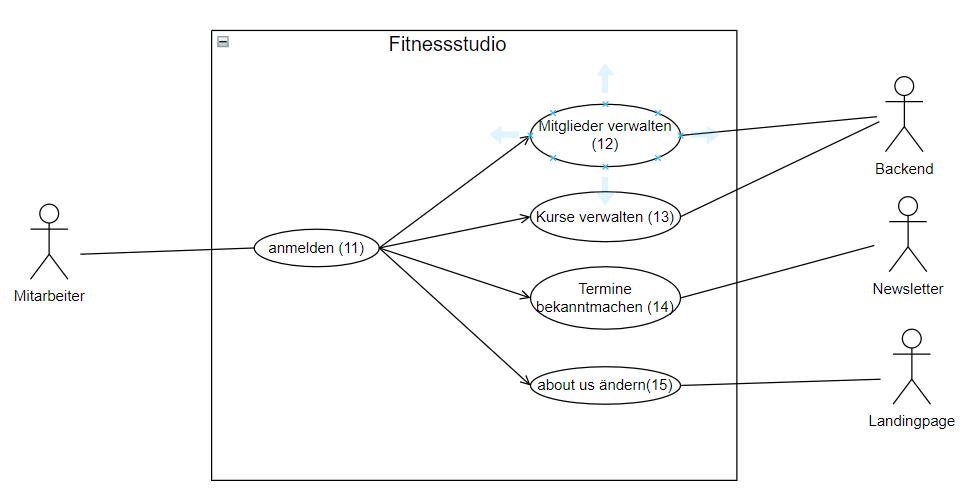 Fitnessstudio
Mitglieder verwalten
(12)
Backend
Kurse verwalten (13)
anmelden (11)
Mitarbeiter
Termine
bekanntmachen (14)
Newsletter
about us ändern(15)
Landingpage